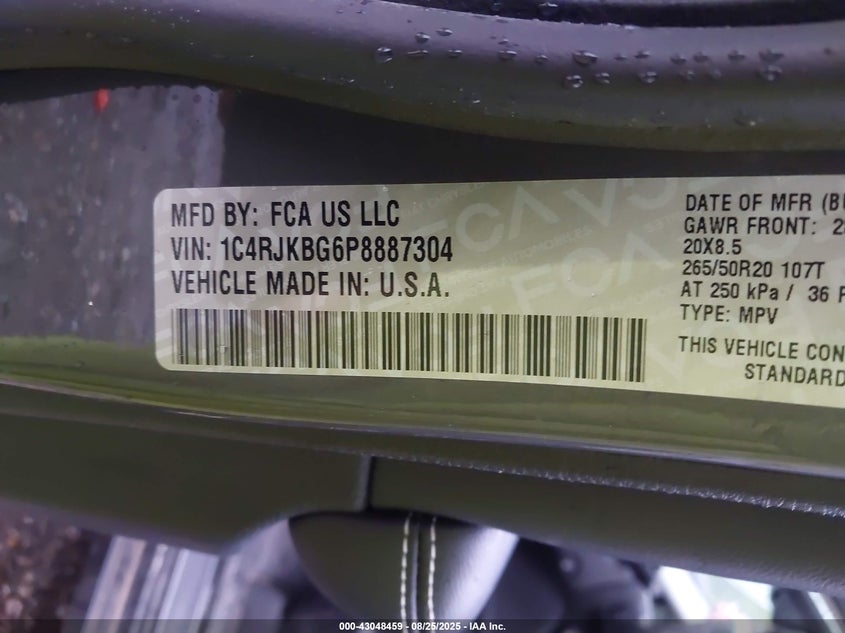 MFD BY: FCA US LLC
VIN: 1C4RJKBG6P8887304
VEHICLE MADE IN: U.S.A.
DATE OF MFR (B
GAWR FRONT: 2
20X8.5
265/50R20 107T
AT 250 kPa / 36
TYPE: MPV
THIS VEHICLE CON
STANDARD
000-43048459 - 08/25/2025 - IAA Inc.